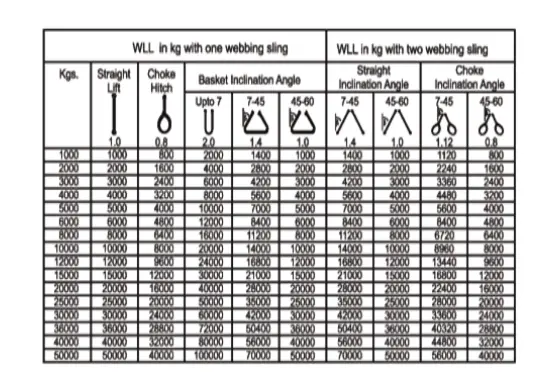 WLL in kg with one webbing sling WLL in kg with two webbing sling
Kgs. Straight Lift Choke Hitch Basket Inclination Angle Straight Inclination Angle Choke Inclination Angle
Upto 7 7-45 45-60 7-45 45-60 7-45 45-60
1.0 0.8 2.0 1.4 1.0 1.4 1.0 1.12 0.8
1000 1000 800 2000 1400 1000 1400 1000 1120 800
2000 2000 1600 4000 2800 2000 2800 2000 2240 1600
3000 3000 2400 6000 4200 3000 4200 3000 3360 2400
4000 4000 3200 8000 5600 4000 5600 4000 4480 3200
5000 5000 4000 10000 7000 5000 7000 5000 5600 4000
6000 6000 4800 12000 8400 6000 8400 6000 8400 4800
8000 8000 6400 16000 11200 8000 11200 8000 6720 6400
10000 10000 8000 20000 14000 10000 14000 10000 8960 8000
12000 12000 9600 24000 16800 12000 16800 12000 13440 9600
15000 15000 12000 30000 21000 15000 21000 15000 16800 12000
20000 20000 16000 40000 28000 20000 28000 20000 22400 16000
25000 25000 20000 50000 35000 25000 35000 25000 28000 20000
30000 30000 24000 60000 42000 30000 42000 30000 33600 24000
36000 36000 28800 72000 50400 36000 50400 36000 40320 28800
40000 40000 32000 80000 56000 40000 56000 40000 44800 32000
50000 50000 40000 100000 70000 50000 70000 50000 56000 40000